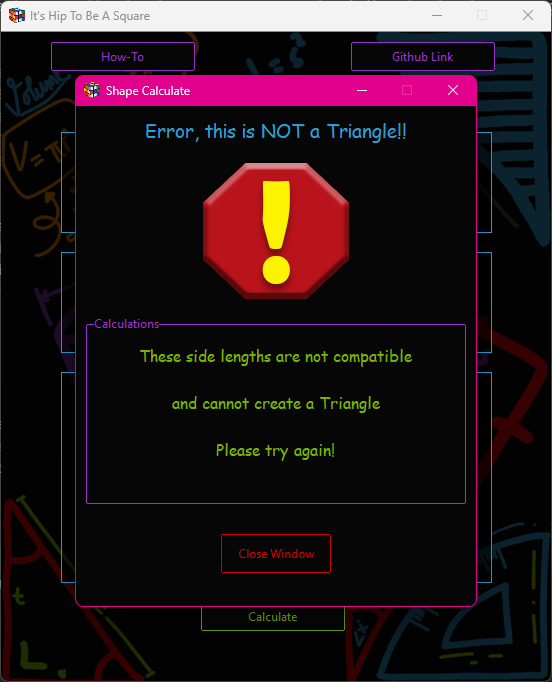 It's Hip To Be A Square
How-To
Github Link
Volume
Shape Calculate
Error, this is NOT a Triangle!!
Calculations
These side lengths are not compatible
and cannot create a Triangle
Please try again!
Close Window
Calculate
t
L